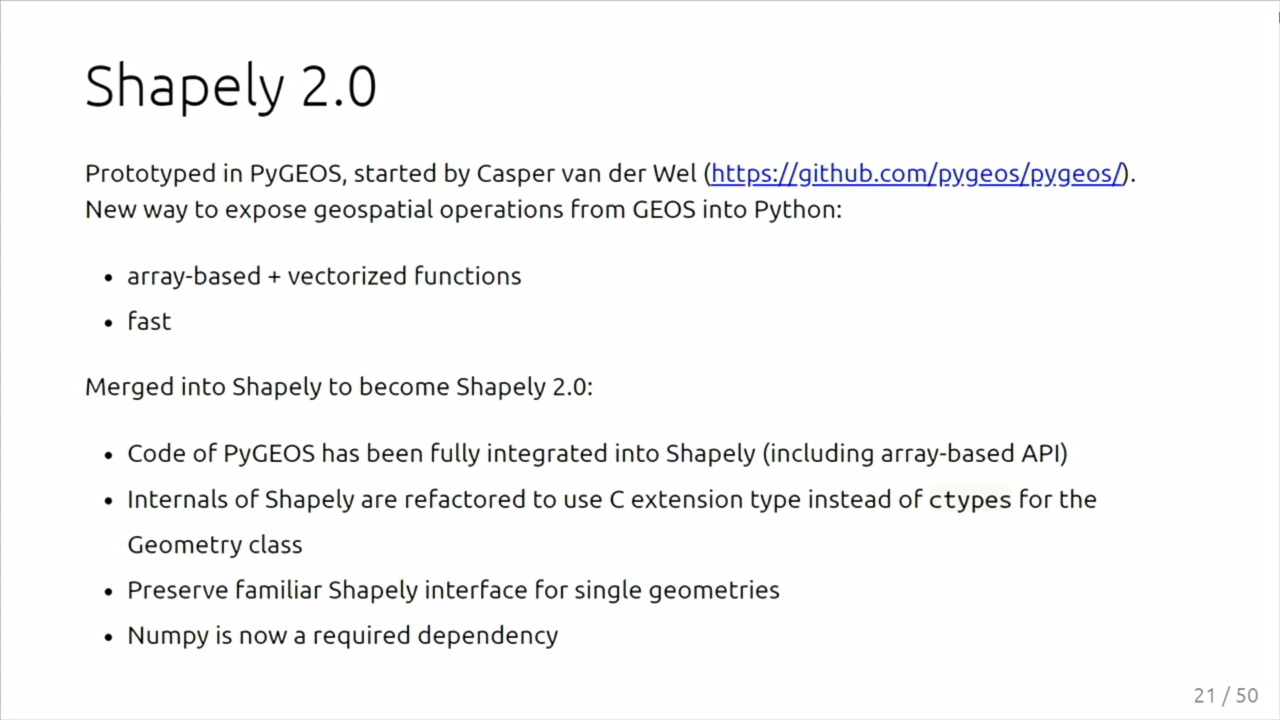 Shapely 2.0
Prototyped in PyGEOS, started by Casper van der Wel (https://github.com/pygeos/pygeos/).
New way to expose geospatial operations from GEOS into Python:
• array-based + vectorized functions
• fast
Merged into Shapely to become Shapely 2.0:
• Code of PyGEOS has been fully integrated into Shapely (including array-based API)
• Internals of Shapely are refactored to use C extension type instead of ctypes for the
Geometry class
• Preserve familiar Shapely interface for single geometries
• Numpy is now a required dependency
21 / 50